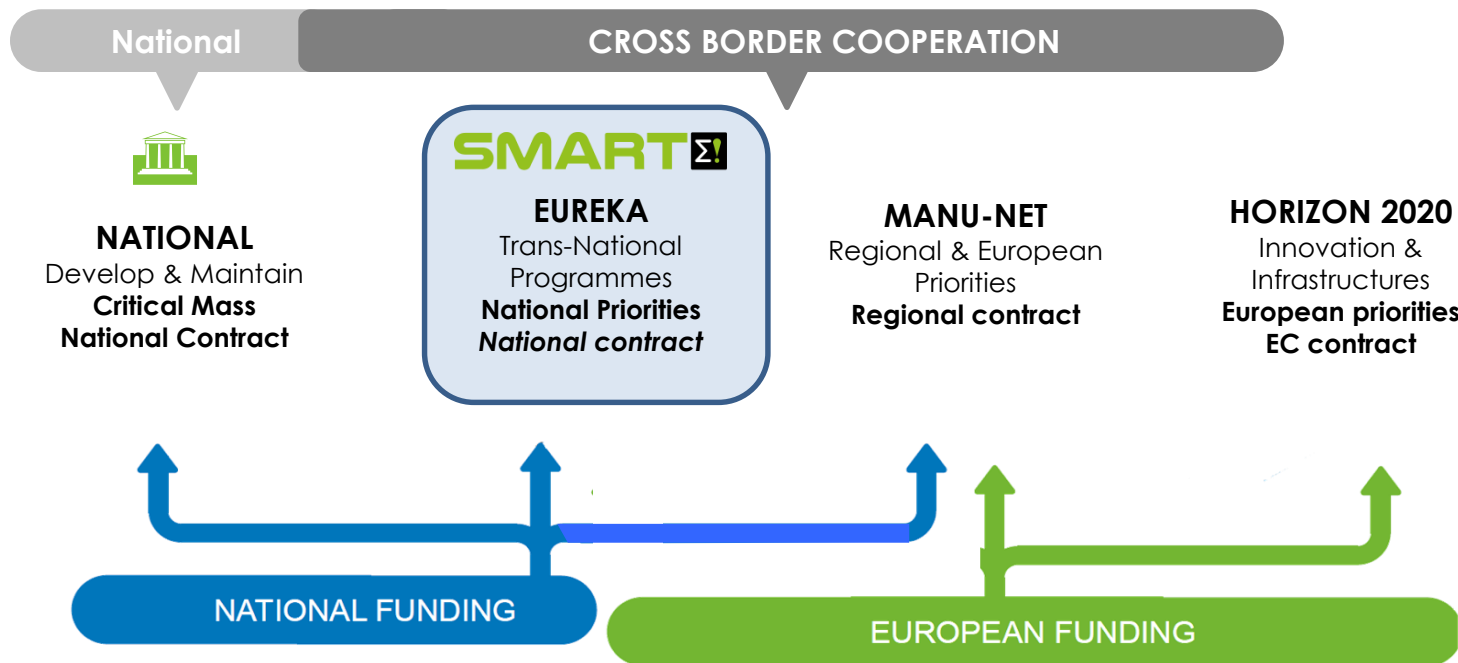 National
CROSS BORDER COOPERATION
NATIONAL
Develop & Maintain
Critical Mass
National Contract
SMART Σ!
EUREKA
Trans-National
Programmes
National Priorities
National contract
MANU-NET
Regional & European
Priorities
Regional contract
HORIZON 2020
Innovation &
Infrastructures
European priorities
EC contract
NATIONAL FUNDING
EUROPEAN FUNDING